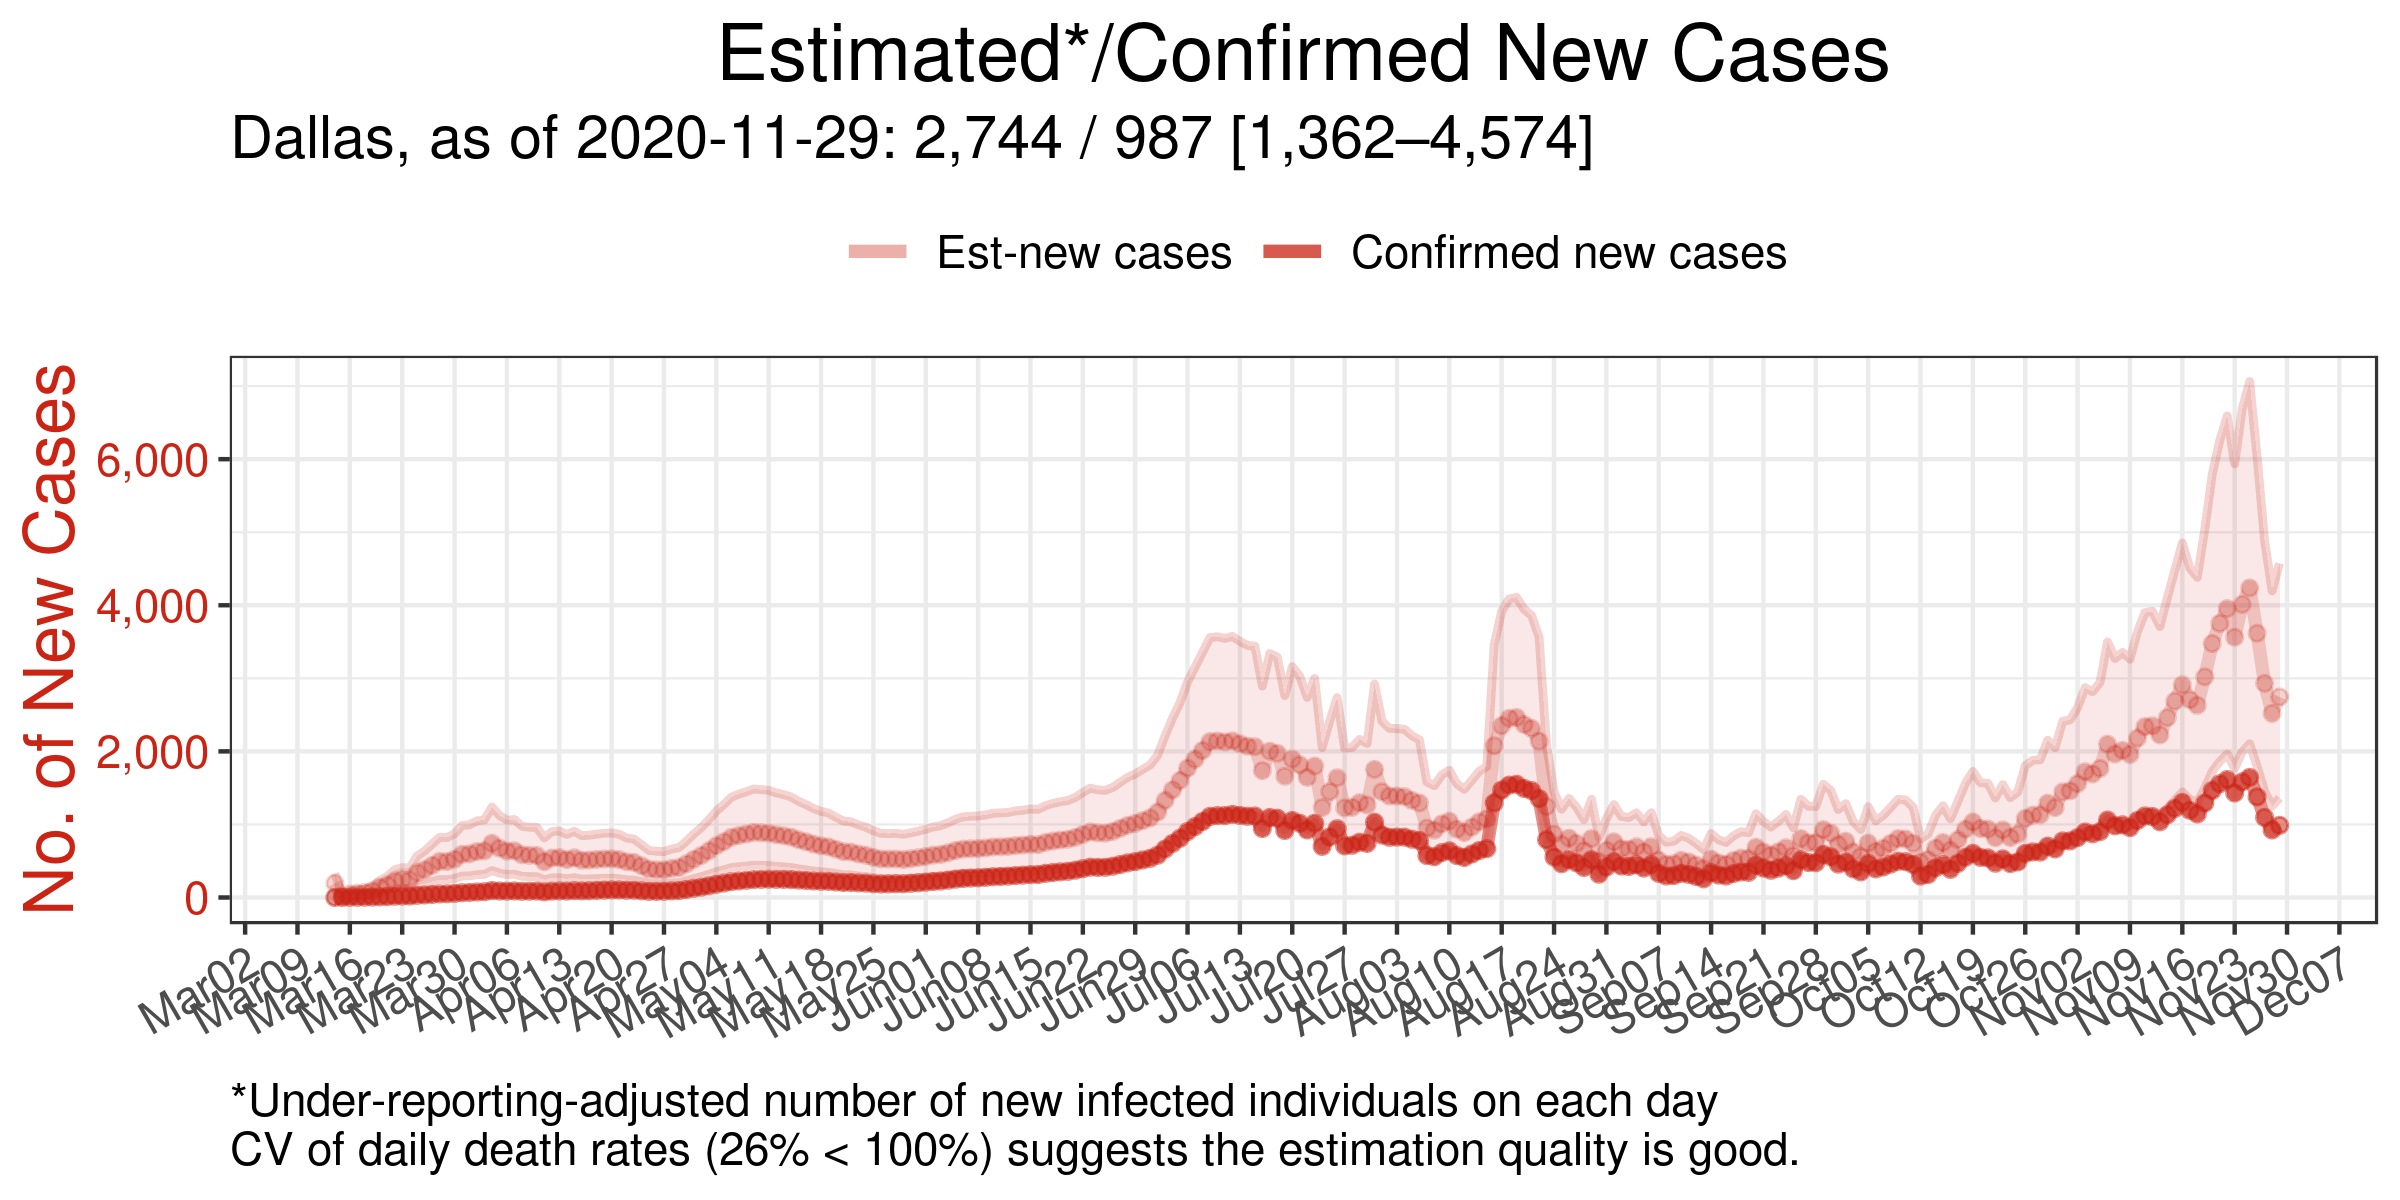 Estimated*/Confirmed New Cases
Dallas, as of 2020-11-29: 2,744 / 987 [1,362–4,574]
Est-new cases Confirmed new cases
No. of New Cases
6,000
4,000
2,000
0
Mar02 Mar09 Mar16 Mar23 Mar30 Apr06 Apr13 Apr20 Apr27 May04 May11 May18 May25 Jun01 Jun08 Jun15 Jun22 Jun29 Jul06 Jul13 Jul20 Jul27 Aug03 Aug10 Aug17 Aug24 Aug31 Sep07 Sep14 Sep21 Sep28 Oct05 Oct12 Oct19 Oct26 Nov02 Nov09 Nov16 Nov23 Nov30 Dec07
*Under-reporting-adjusted number of new infected individuals on each day
CV of daily death rates (26% < 100%) suggests the estimation quality is good.